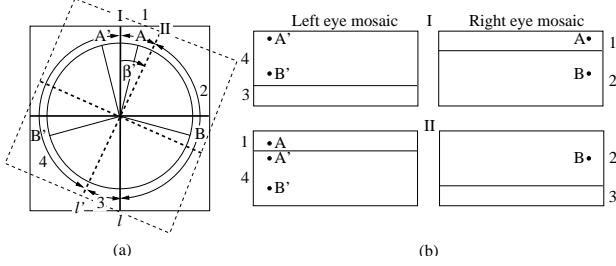 I 1
II
A' A
β'
2
B' B
4
l' 3
l
(a)
Left eye mosaic I Right eye mosaic
A' A 1
4
B' B 2
3
II
1 A
A' B 2
4
B'
3
(b)